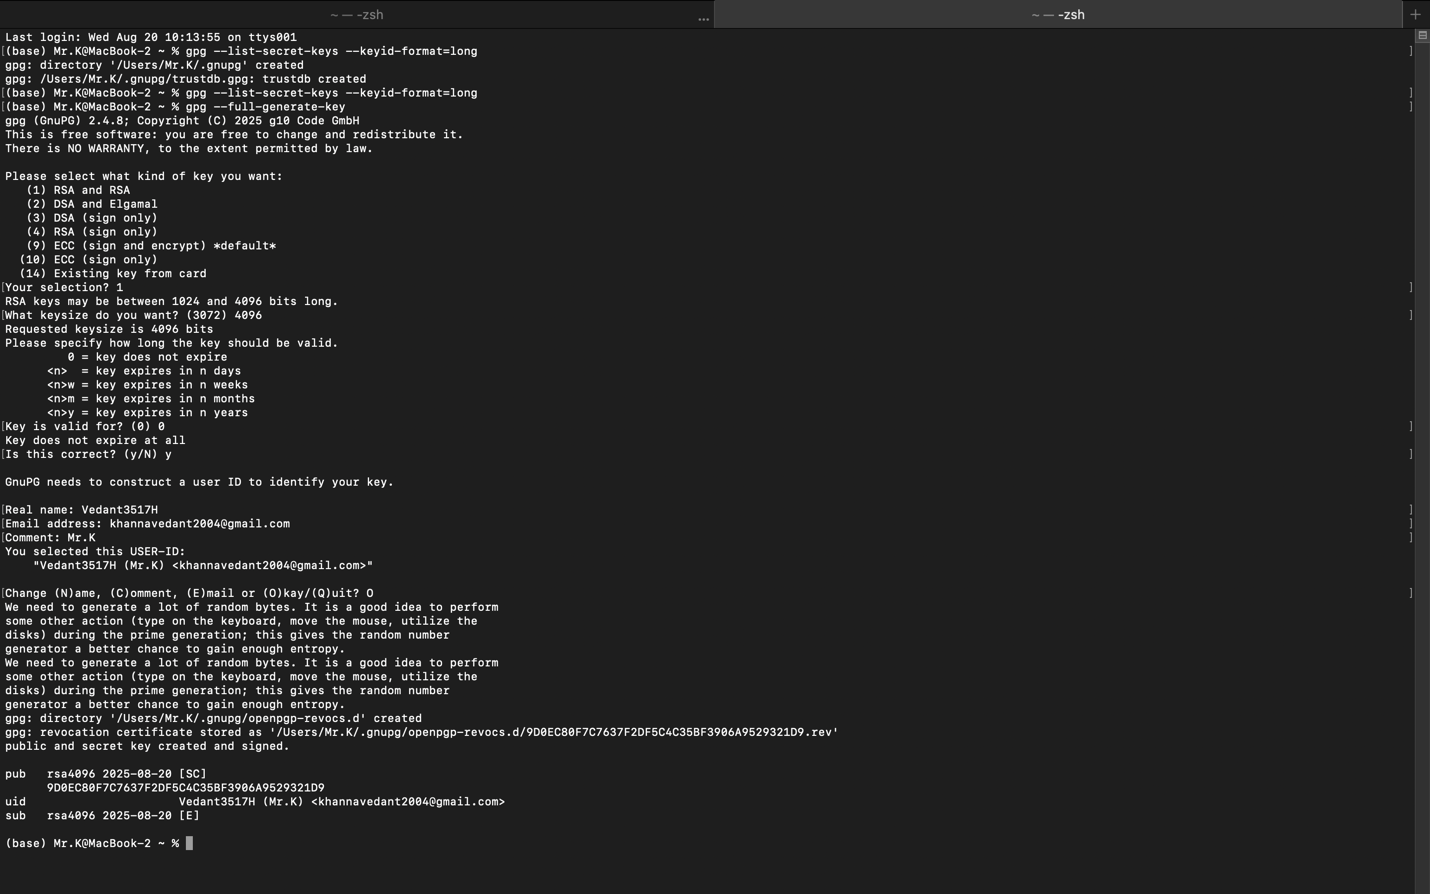 ~ — -zsh
...
~ — -zsh
+
Last login: Wed Aug 20 10:13:55 on ttys001
[(base) Mr.K@MacBook-2 ~ % gpg --list-secret-keys --keyid-format=long ]
gpg: directory '/Users/Mr.K/.gnupg' created
gpg: /Users/Mr.K/.gnupg/trustdb.gpg: trustdb created
[(base) Mr.K@MacBook-2 ~ % gpg --list-secret-keys --keyid-format=long ]
[(base) Mr.K@MacBook-2 ~ % gpg --full-generate-key ]
gpg (GnuPG) 2.4.8; Copyright (C) 2025 g10 Code GmbH
This is free software: you are free to change and redistribute it.
There is NO WARRANTY, to the extent permitted by law.
Please select what kind of key you want:
(1) RSA and RSA
(2) DSA and Elgamal
(3) DSA (sign only)
(4) RSA (sign only)
(9) ECC (sign and encrypt) *default*
(10) ECC (sign only)
(14) Existing key from card
[Your selection? 1 ]
RSA keys may be between 1024 and 4096 bits long.
[What keysize do you want? (3072) 4096 ]
Requested keysize is 4096 bits
Please specify how long the key should be valid.
0 = key does not expire
<n>  = key expires in n days
<n>w = key expires in n weeks
<n>m = key expires in n months
<n>y = key expires in n years
[Key is valid for? (0) 0 ]
Key does not expire at all
[Is this correct? (y/N) y ]
GnuPG needs to construct a user ID to identify your key.
[Real name: Vedant3517H ]
[Email address: khannavedant2004@gmail.com ]
[Comment: Mr.K ]
You selected this USER-ID:
"Vedant3517H (Mr.K) <khannavedant2004@gmail.com>"
[Change (N)ame, (C)omment, (E)mail or (O)kay/(Q)uit? O ]
We need to generate a lot of random bytes. It is a good idea to perform
some other action (type on the keyboard, move the mouse, utilize the
disks) during the prime generation; this gives the random number
generator a better chance to gain enough entropy.
We need to generate a lot of random bytes. It is a good idea to perform
some other action (type on the keyboard, move the mouse, utilize the
disks) during the prime generation; this gives the random number
generator a better chance to gain enough entropy.
gpg: directory '/Users/Mr.K/.gnupg/openpgp-revocs.d' created
gpg: revocation certificate stored as '/Users/Mr.K/.gnupg/openpgp-revocs.d/9D0EC80F7C7637F2DF5C4C35BF3906A9529321D9.rev'
public and secret key created and signed.
pub   rsa4096 2025-08-20 [SC]
9D0EC80F7C7637F2DF5C4C35BF3906A9529321D9
uid                      Vedant3517H (Mr.K) <khannavedant2004@gmail.com>
sub   rsa4096 2025-08-20 [E]
(base) Mr.K@MacBook-2 ~ %